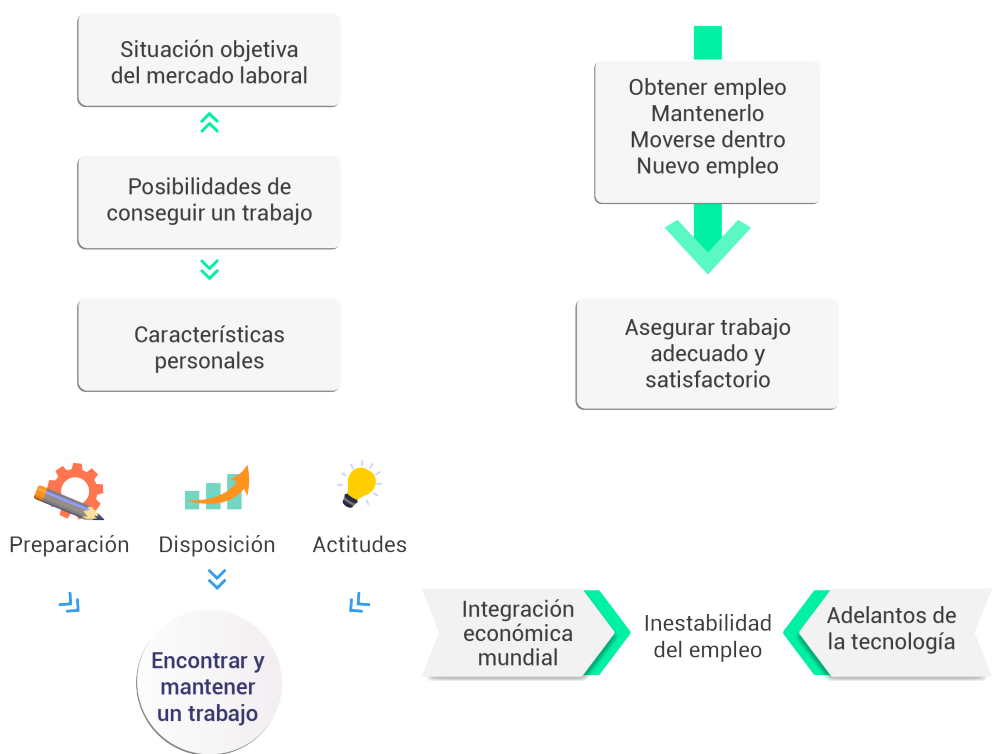 Situación objetiva
del mercado laboral
Posibilidades de
conseguir un trabajo
Características
personales
Obtener empleo
Mantenerlo
Moverse dentro
Nuevo empleo
Asegurar trabajo
adecuado y
satisfactorio
Preparación
Disposición
Actitudes
Encontrar y
mantener
un trabajo
Integración
económica
mundial
Inestabilidad
del empleo
Adelantos de
la tecnología